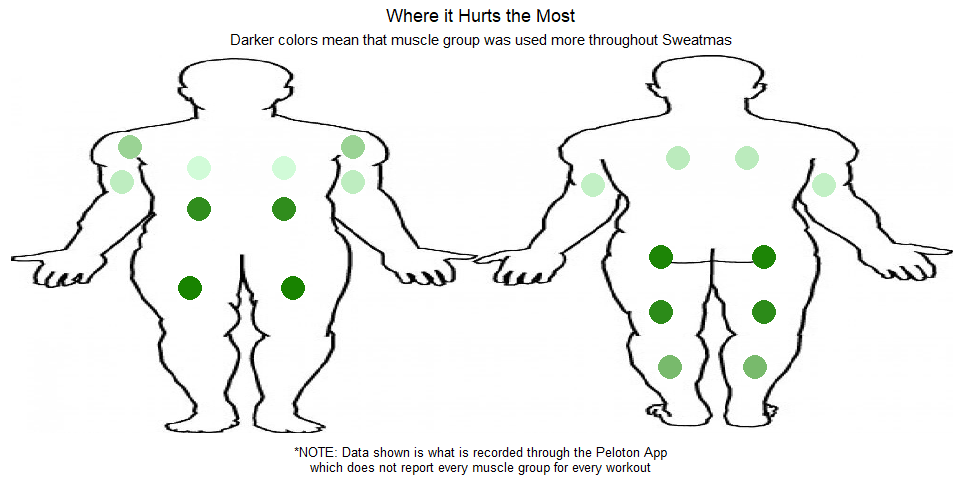 Where it Hurts the Most
Darker colors mean that muscle group was used more throughout Sweatmas
*NOTE: Data shown is what is recorded through the Peloton App
which does not report every muscle group for every workout